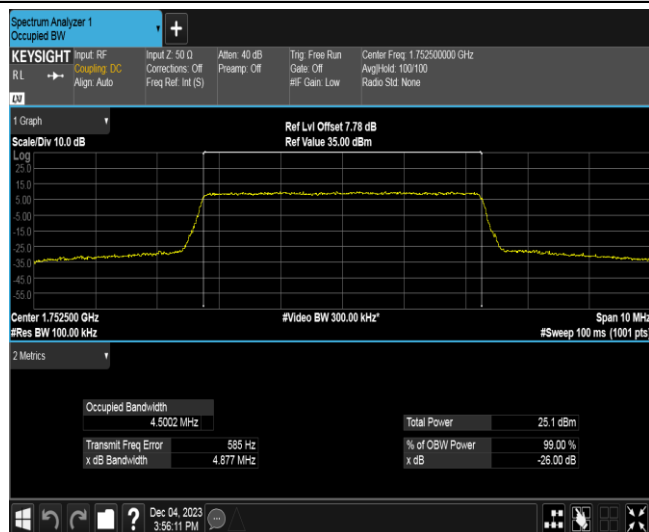 Spectrum Analyzer 1
Occupied BW
KEYSIGHT
RL
LXI
Input: RF
Coupling: DC
Align: Auto
Input Z: 50 Ω
Corrections: Off
Freq Ref: Int (S)
Atten: 40 dB
Preamp: Off
Trig: Free Run
Gate: Off
#IF Gain: Low
Center Freq: 1.752500000 GHz
Avg|Hold: 100/100
Radio Std: None
1 Graph
Scale/Div 10.0 dB
Ref Lvl Offset 7.78 dB
Ref Value 35.00 dBm
Log
25.0
15.0
5.00
-5.00
-15.0
-25.0
-35.0
-45.0
-55.0
Center 1.752500 GHz
#Res BW 100.00 kHz
#Video BW 300.00 kHz*
Span 10 MHz
#Sweep 100 ms (1001 pts)
2 Metrics
Occupied Bandwidth
4.5002 MHz
Transmit Freq Error 585 Hz
x dB Bandwidth 4.877 MHz
Total Power 25.1 dBm
% of OBW Power 99.00 %
x dB -26.00 dB
?
Dec 04, 2023
3:56:11 PM